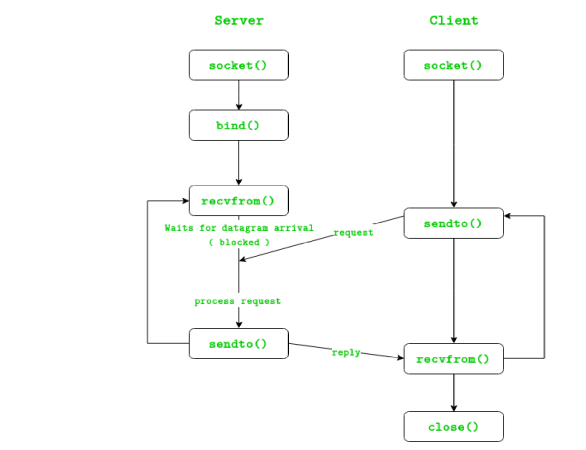 Server
Client
socket()
socket()
bind()
recvfrom()
Waits for datagram arrival
( blocked )
request
sendto()
process request
sendto()
reply
recvfrom()
close()